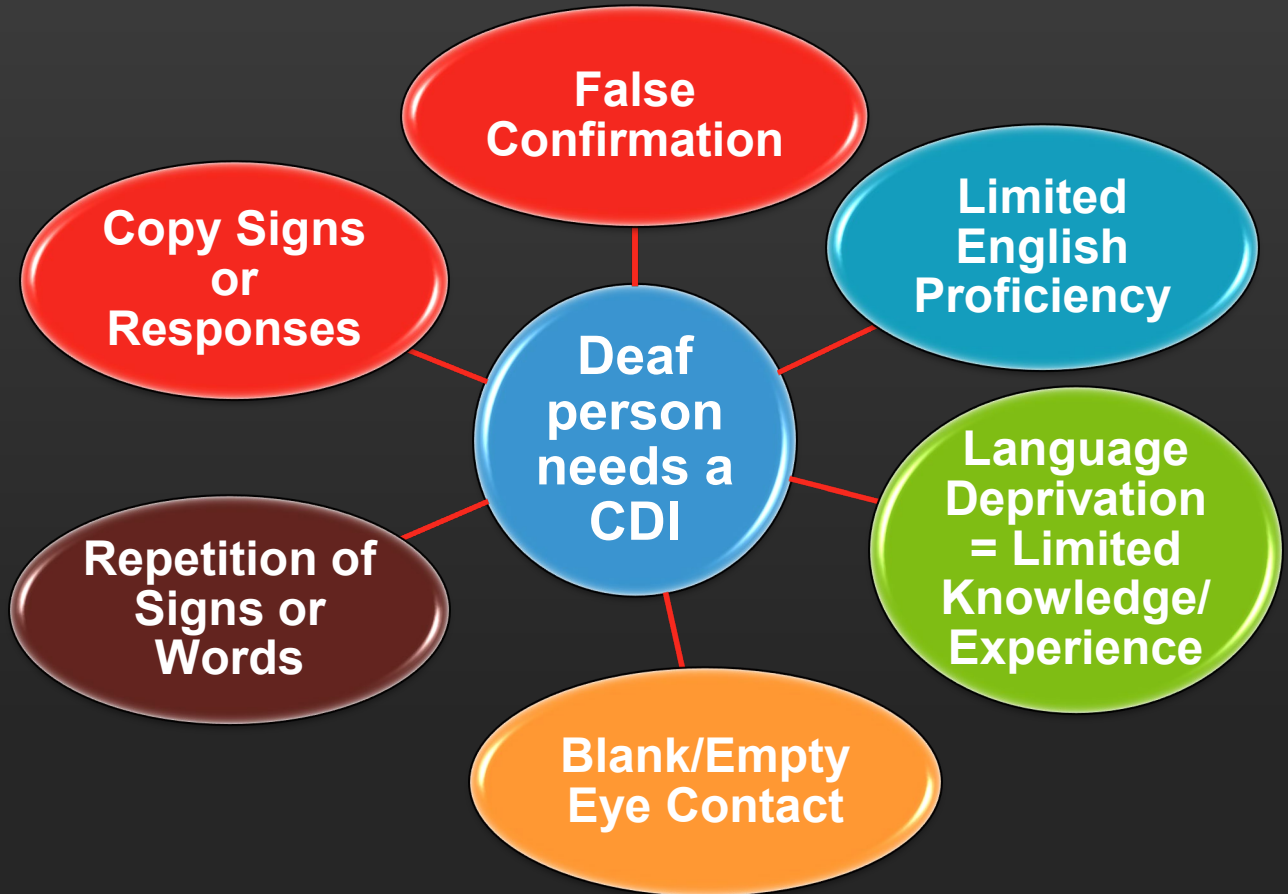 False
Confirmation
Limited
English
Proficiency
Copy Signs
or
Responses
Deaf
person
needs a
CDI
Language
Deprivation
= Limited
Knowledge/
Experience
Repetition of
Signs or
Words
Blank/Empty
Eye Contact